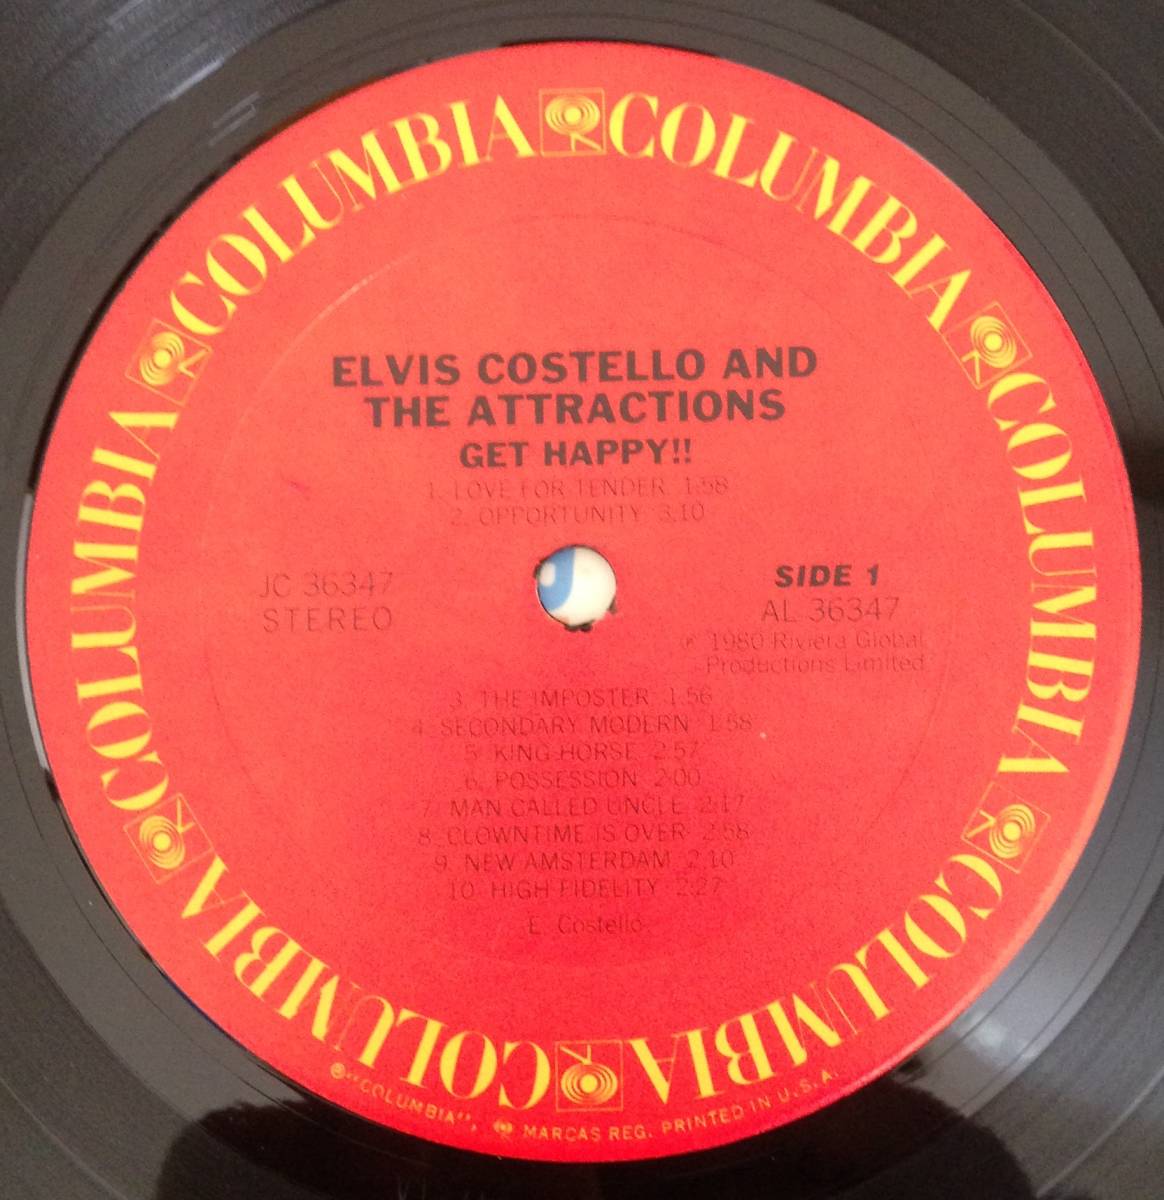 COLUMBIA COLUMBIA COLUMBIA COLUMBIA COLUMBIA COLUMBIA COLUMBIA
ELVIS COSTELLO AND
THE ATTRACTIONS
GET HAPPY!!
1. LOVE FOR TENDER 1:58
2. OPPORTUNITY 3:10
JC 36347
STEREO
SIDE 1
AL 36347
℗ 1980 Riviera Global
Productions Limited
3. THE IMPOSTER 1:56
4. SECONDARY MODERN 1:58
5. KING HORSE 2:57
6. POSSESSION 2:00
7. MAN CALLED UNCLE 2:17
8. CLOWNTIME IS OVER 2:58
9. NEW AMSTERDAM 2:10
10. HIGH FIDELITY 2:27
E. Costello
®"COLUMBIA", MARCAS REG. PRINTED IN U.S.A.